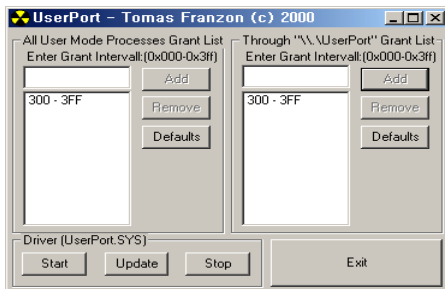 UserPort – Tomas Franzon (c) 2000
All User Mode Processes Grant List
Enter Grant Intervall:(0x000-0x3ff)
Add
300 - 3FF
Remove
Defaults
Through "\\.\UserPort" Grant List
Enter Grant Intervall:(0x000-0x3ff)
Add
300 - 3FF
Remove
Defaults
Driver (UserPort.SYS)
Start Update Stop
Exit